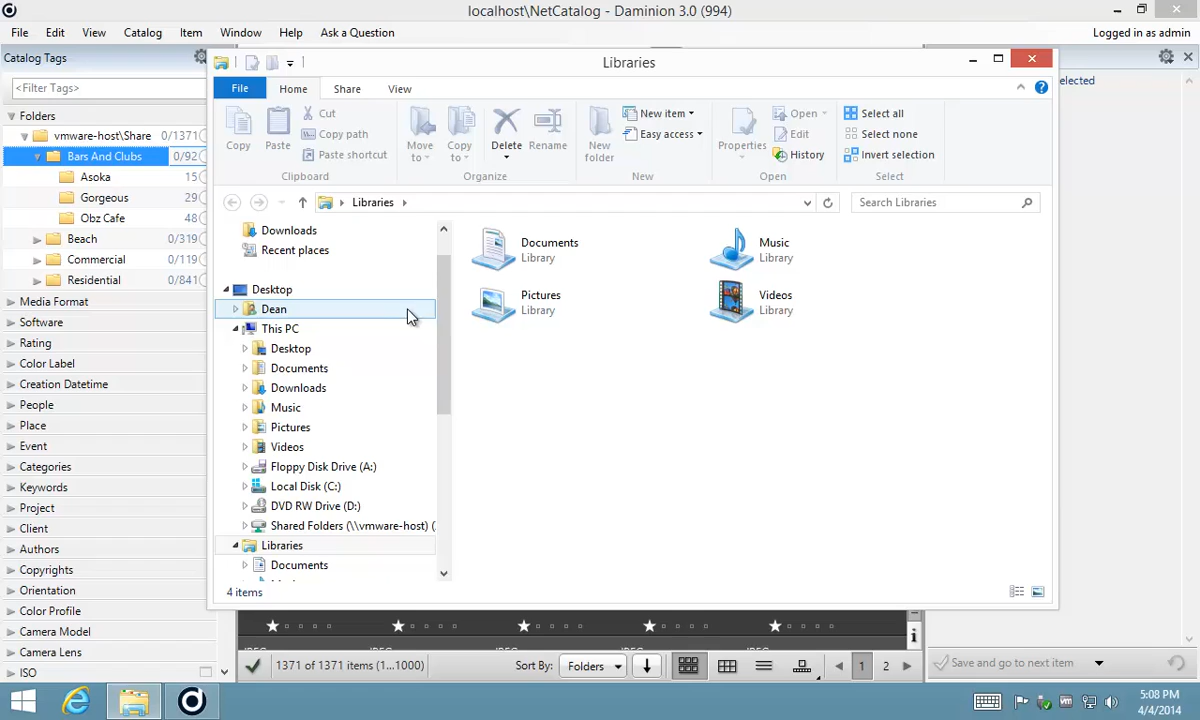 localhost\NetCatalog - Daminion 3.0 (994)
File Edit View Catalog Item Window Help Ask a Question Logged in as admin
Catalog Tags
<Filter Tags>
Folders
vmware-host\Share 0/1371
Bars And Clubs 0/92
Asoka 15
Gorgeous 29
Obz Cafe 48
Beach 0/319
Commercial 0/119
Residential 0/841
Media Format
Software
Rating
Color Label
Creation Datetime
People
Place
Event
Categories
Keywords
Project
Client
Authors
Copyrights
Orientation
Color Profile
Camera Model
Camera Lens
ISO
Libraries
File Home Share View
Copy
Paste
Cut
Copy path
Paste shortcut
Clipboard
Move to
Copy to
Delete
Rename
Organize
New folder
New item
Easy access
New
Properties
Open
Edit
History
Open
Select all
Select none
Invert selection
Select
Libraries
Search Libraries
Downloads
Recent places
Desktop
Dean
This PC
Desktop
Documents
Downloads
Music
Pictures
Videos
Floppy Disk Drive (A:)
Local Disk (C:)
DVD RW Drive (D:)
Shared Folders (\\vmware-host) (
Libraries
Documents
Documents
Library
Music
Library
Pictures
Library
Videos
Library
4 items
elected
1371 of 1371 items (1...1000)
Sort By: Folders
1 2
Save and go to next item
5:08 PM
4/4/2014